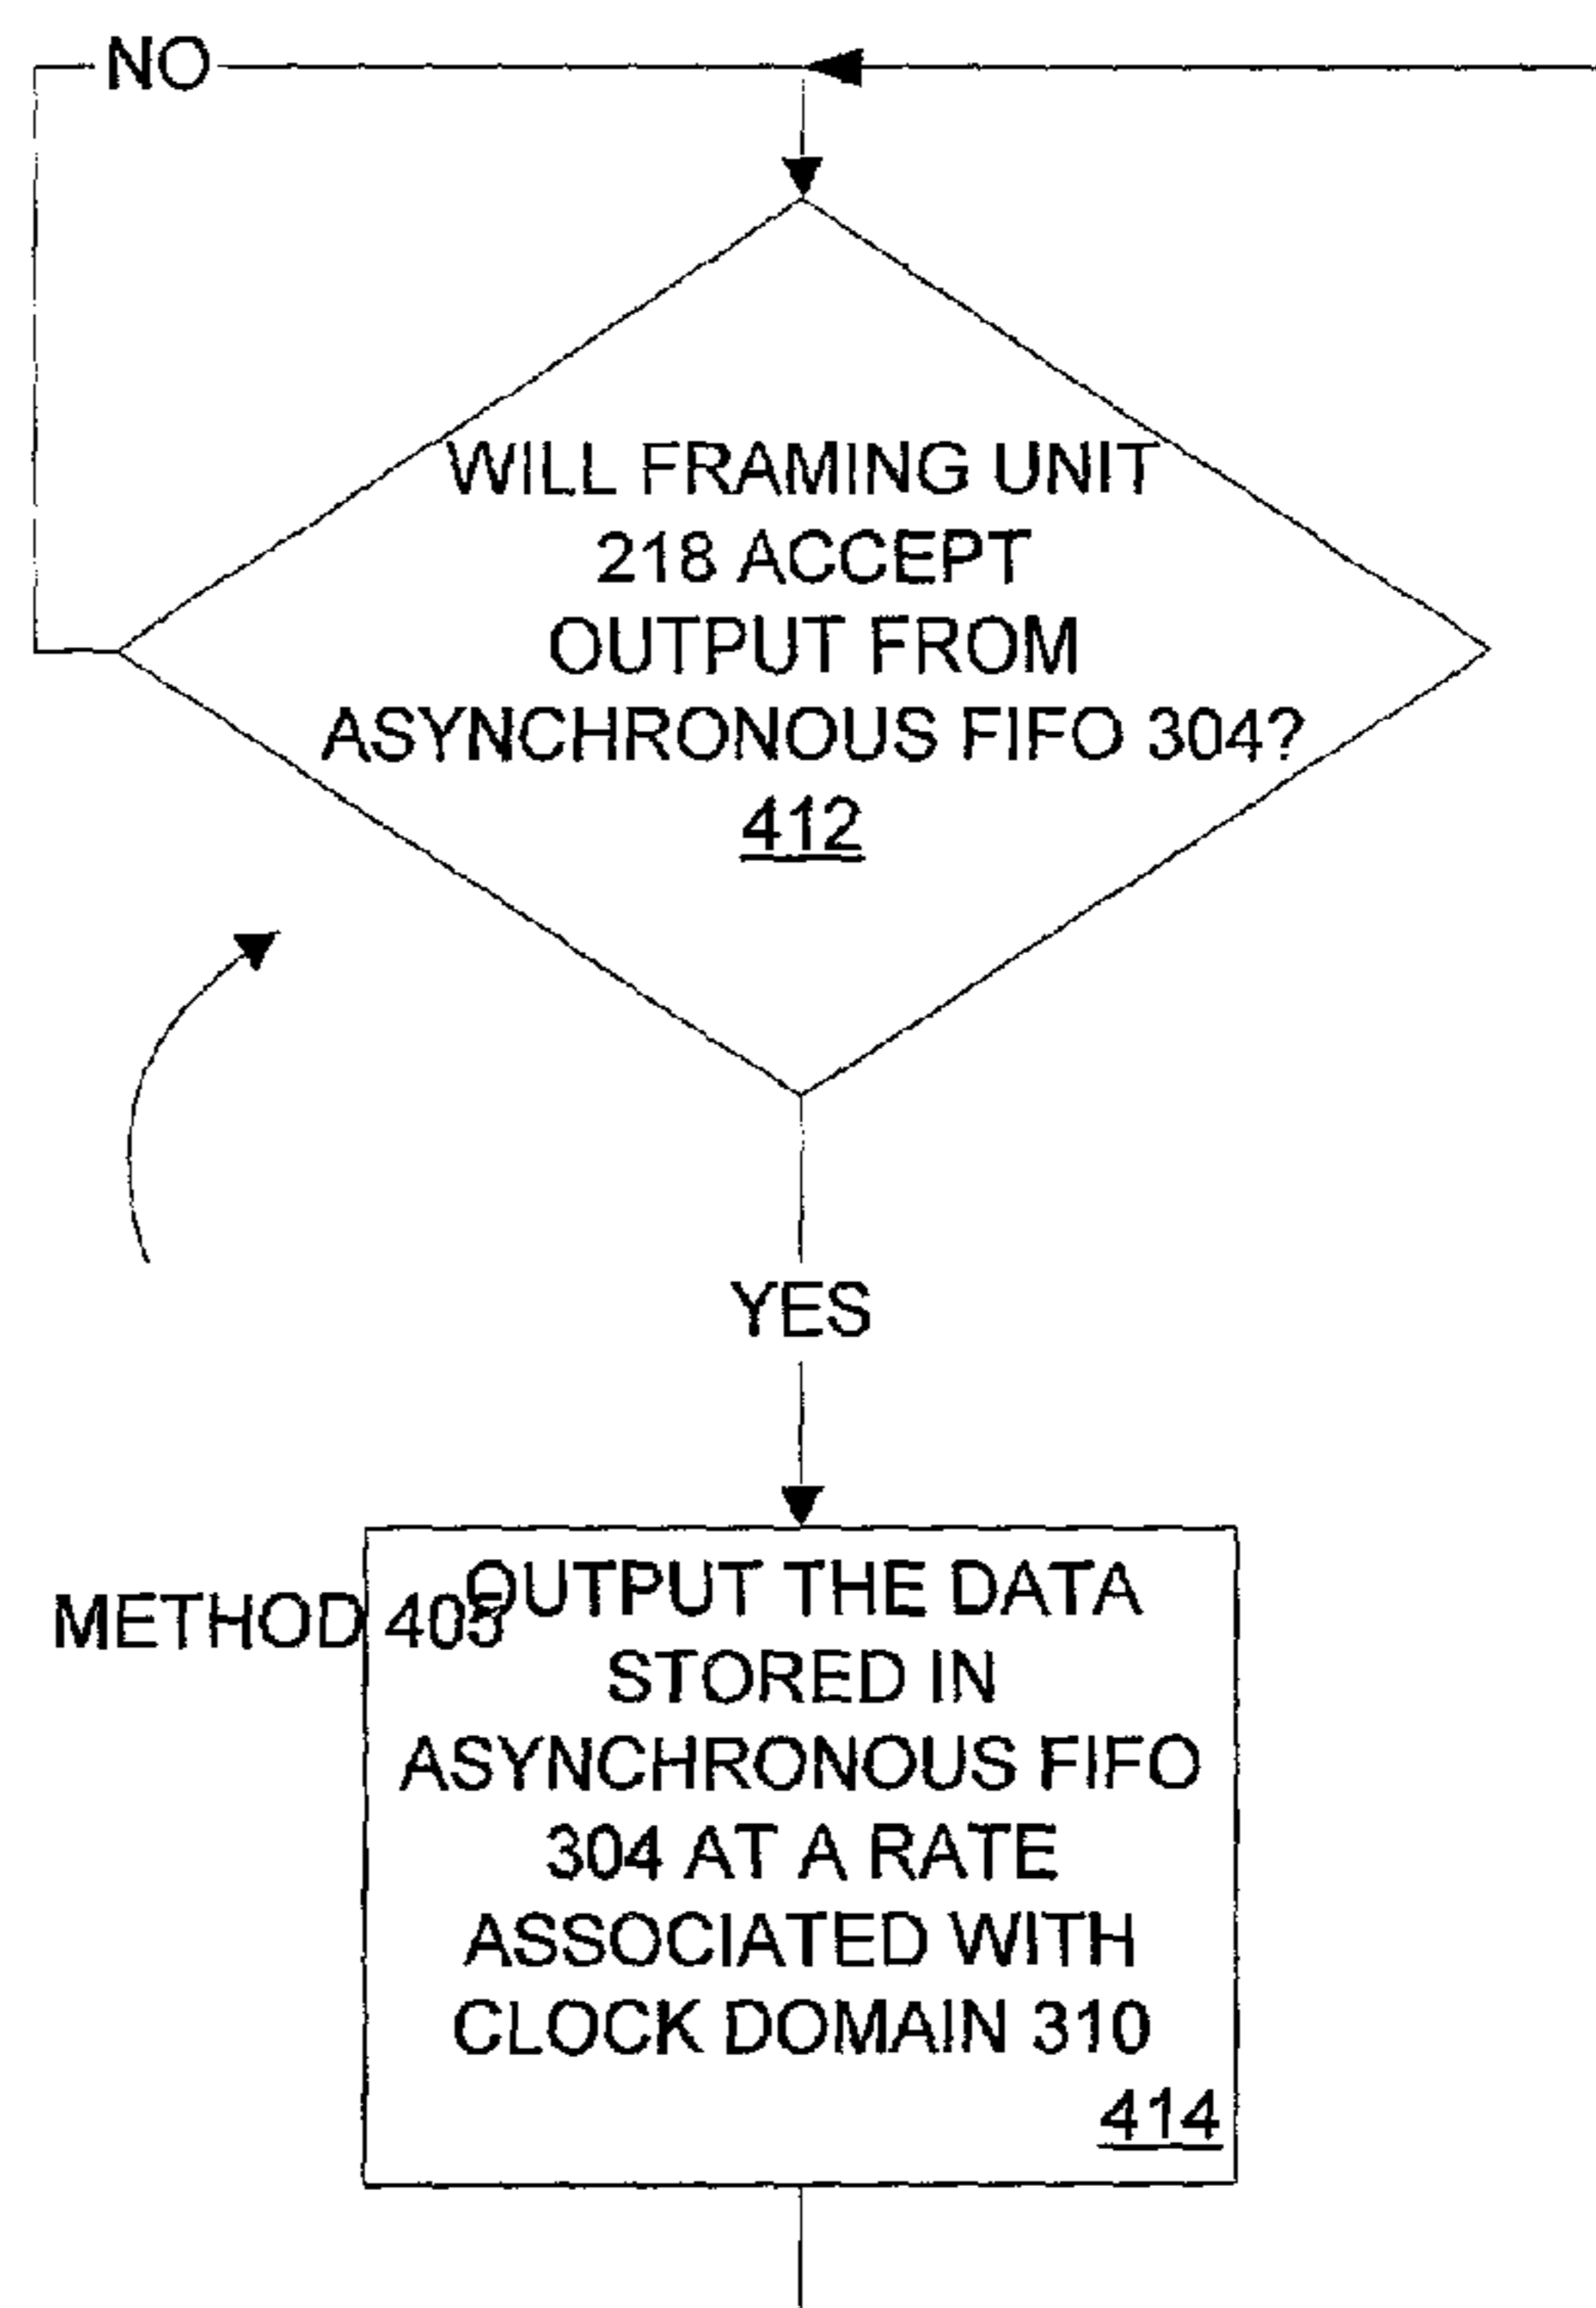 NO
WILL FRAMING UNIT
218 ACCEPT
OUTPUT FROM
ASYNCHRONOUS FIFO 304?
412
YES
METHOD 405
OUTPUT THE DATA
STORED IN
ASYNCHRONOUS FIFO
304 AT A RATE
ASSOCIATED WITH
CLOCK DOMAIN 310
414